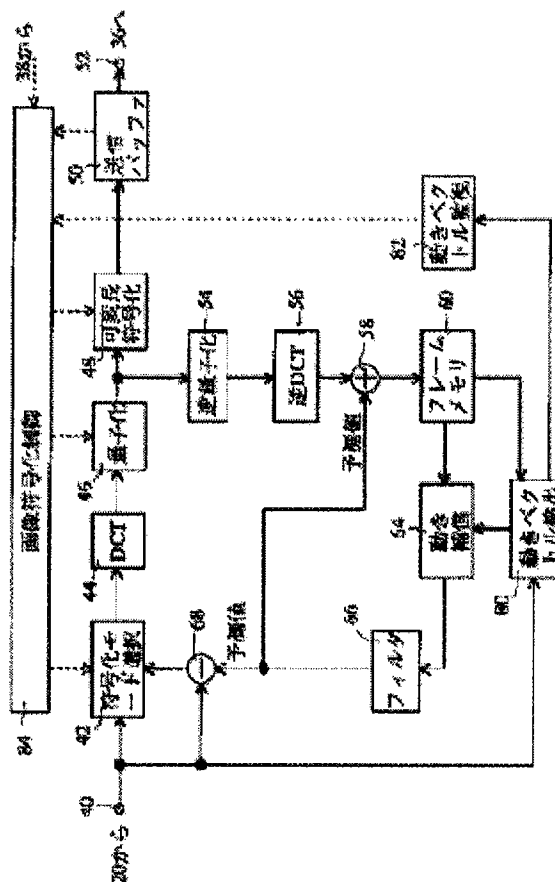 84
画像符号化制御
38から
20から
40
42
符号化モ
ード選択
44
DCT
46
量子化
48
可変長
符号化
50
送信
バッファ
52
36へ
54
逆量子化
56
逆DCT
58
予測値
60
フレーム
メモリ
82
動きベク
トル監視
68
予測値
66
フィルタ
64
動き
補償
動きベク
トル検出